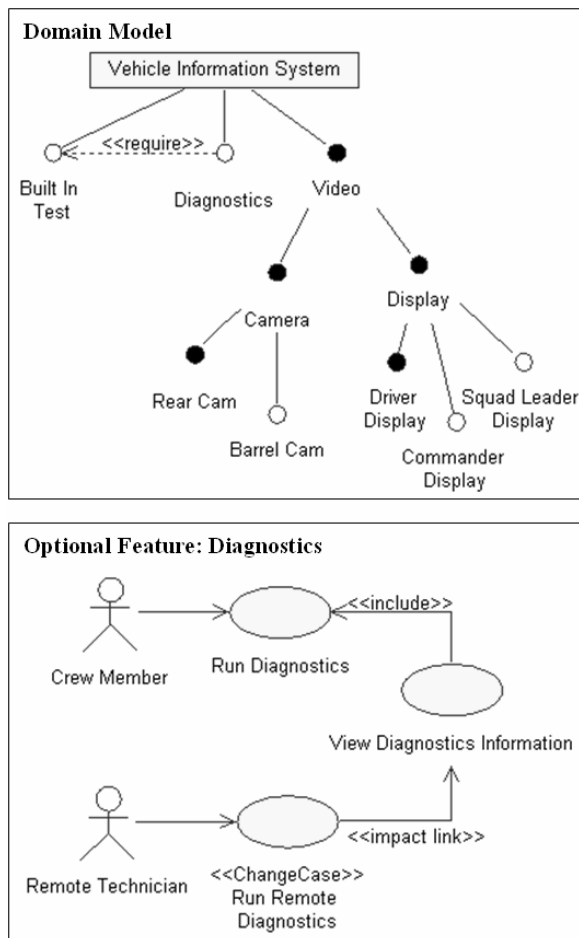 Domain Model
Vehicle Information System
<<require>>
Built In
Test
Diagnostics
Video
Camera
Display
Rear Cam
Barrel Cam
Driver
Display
Squad Leader
Display
Commander
Display
Optional Feature: Diagnostics
<<include>>
Crew Member
Run Diagnostics
View Diagnostics Information
<<impact link>>
Remote Technician
<<ChangeCase>>
Run Remote
Diagnostics